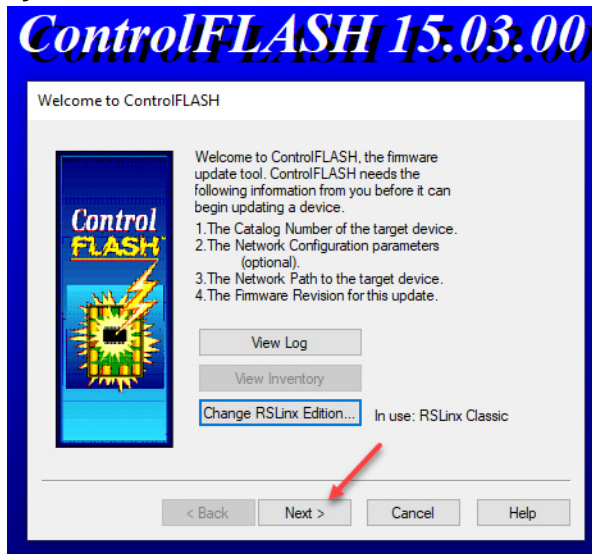 ControlFLASH 15.03.00
Welcome to ControlFLASH
Control
FLASH
Welcome to ControlFLASH, the firmware
update tool. ControlFLASH needs the
following information from you before it can
begin updating a device.
1.The Catalog Number of the target device.
2.The Network Configuration parameters
(optional).
3.The Network Path to the target device.
4.The Firmware Revision for this update.
View Log
View Inventory
Change RSLinx Edition... In use: RSLinx Classic
< Back Next > Cancel Help